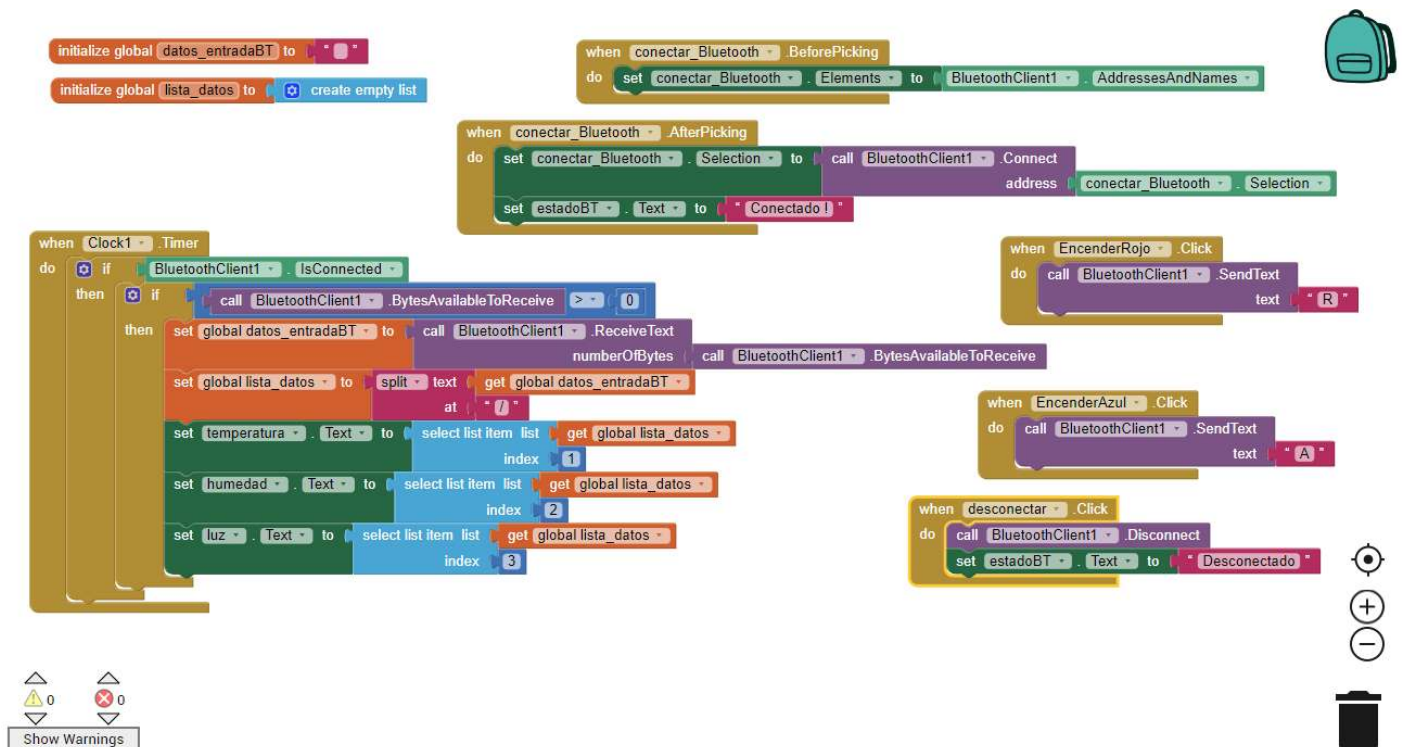 initialize global datos_entradaBT to " "
initialize global lista_datos to create empty list
when conectar_Bluetooth .BeforePicking
do set conectar_Bluetooth . Elements to BluetoothClient1 . AddressesAndNames
when conectar_Bluetooth .AfterPicking
do set conectar_Bluetooth . Selection to call BluetoothClient1 .Connect
address conectar_Bluetooth . Selection
set estadoBT . Text to " Conectado ! "
when Clock1 .Timer
do if BluetoothClient1 . IsConnected
then if call BluetoothClient1 .BytesAvailableToReceive > 0
then set global datos_entradaBT to call BluetoothClient1 .ReceiveText
numberOfBytes call BluetoothClient1 .BytesAvailableToReceive
set global lista_datos to split text get global datos_entradaBT
at " / "
set temperatura . Text to select list item list get global lista_datos
index 1
set humedad . Text to select list item list get global lista_datos
index 2
set luz . Text to select list item list get global lista_datos
index 3
when EncenderRojo .Click
do call BluetoothClient1 .SendText
text " R "
when EncenderAzul .Click
do call BluetoothClient1 .SendText
text " A "
when desconectar .Click
do call BluetoothClient1 .Disconnect
set estadoBT . Text to " Desconectado "
0 0
Show Warnings